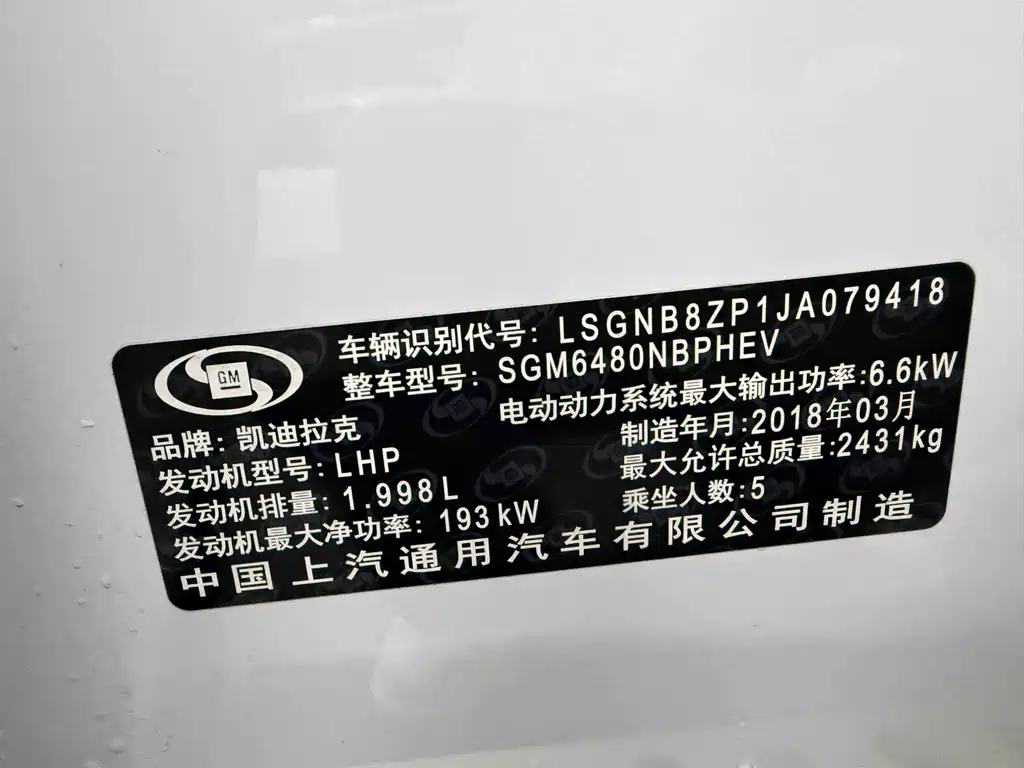 GM
车辆识别代号: LSGNB8ZP1JA079418
整车型号: SGM6480NBPHEV
电动动力系统最大输出功率:6.6kW
品牌: 凯迪拉克
制造年月:2018年03月
发动机型号: LHP
最大允许总质量:2431kg
发动机排量: 1.998L
乘坐人数:5
发动机最大净功率: 193kW
中国上汽通用汽车有限公司制造